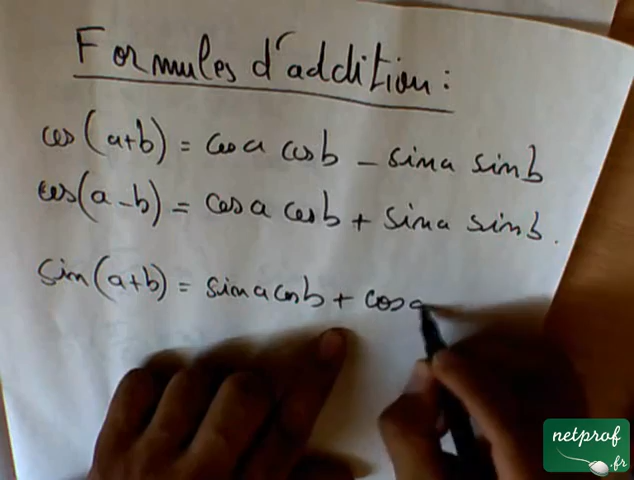 Formules d'addition :
cos(a+b) = cos a cos b - sin a sin b
cos(a-b) = cos a cos b + sin a sin b.
sin(a+b) = sin a cos b + cos a
netprof
.fr